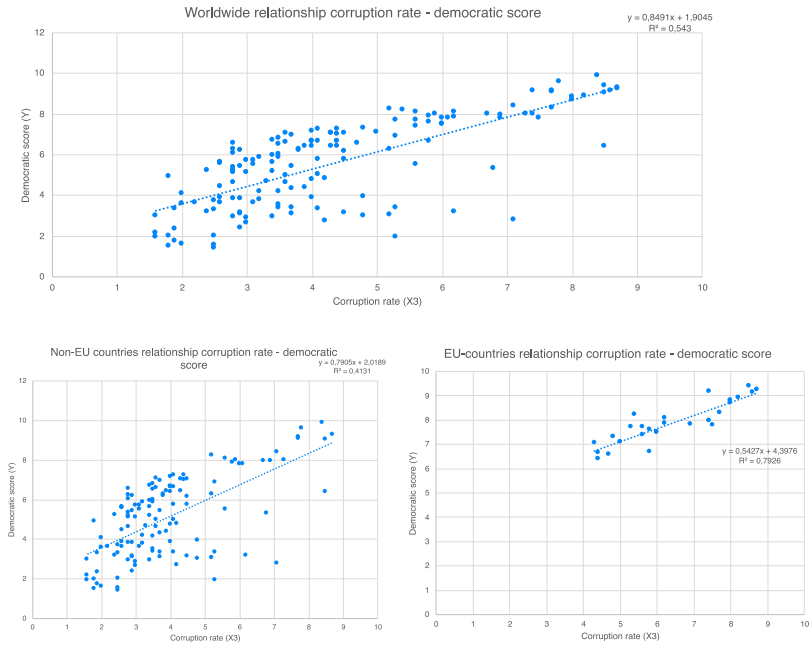 Worldwide relationship corruption rate - democratic score
y = 0,8491x + 1,9045
R² = 0,543
12
10
8
6
4
2
0
Democratic score (Y)
0 1 2 3 4 5 6 7 8 9 10
Corruption rate (X3)
Non-EU countries relationship corruption rate - democratic
score
y = 0,7905x + 2,0189
R² = 0,4131
12
10
8
6
4
2
0
Democratic score (Y)
0 1 2 3 4 5 6 7 8 9 10
Corruption rate (X3)
EU-countries relationship corruption rate - democratic score
10
9
8
7
6
5
4
3
2
1
0
y = 0,5427x + 4,3976
R² = 0,7926
Democratic score (Y)
0 1 2 3 4 5 6 7 8 9 10
Corruption rate (X3)